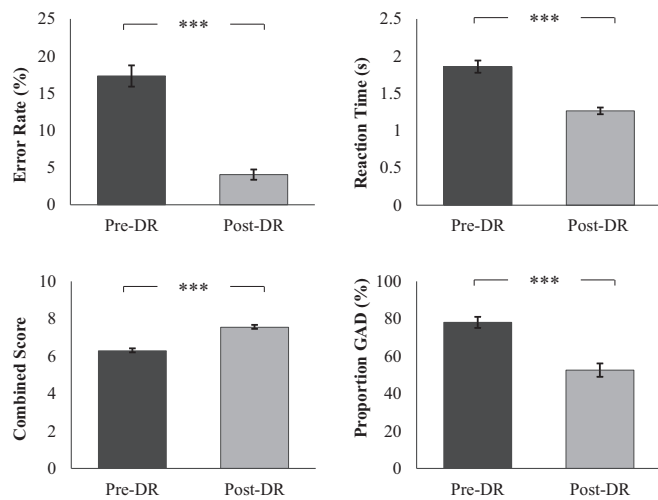 Error Rate (%)
25
20
15
10
5
0
***
Pre-DR
Post-DR
Reaction Time (s)
2.5
2
1.5
1
0.5
0
***
Pre-DR
Post-DR
Combined Score
10
8
6
4
2
0
***
Pre-DR
Post-DR
Proportion GAD (%)
100
80
60
40
20
0
***
Pre-DR
Post-DR